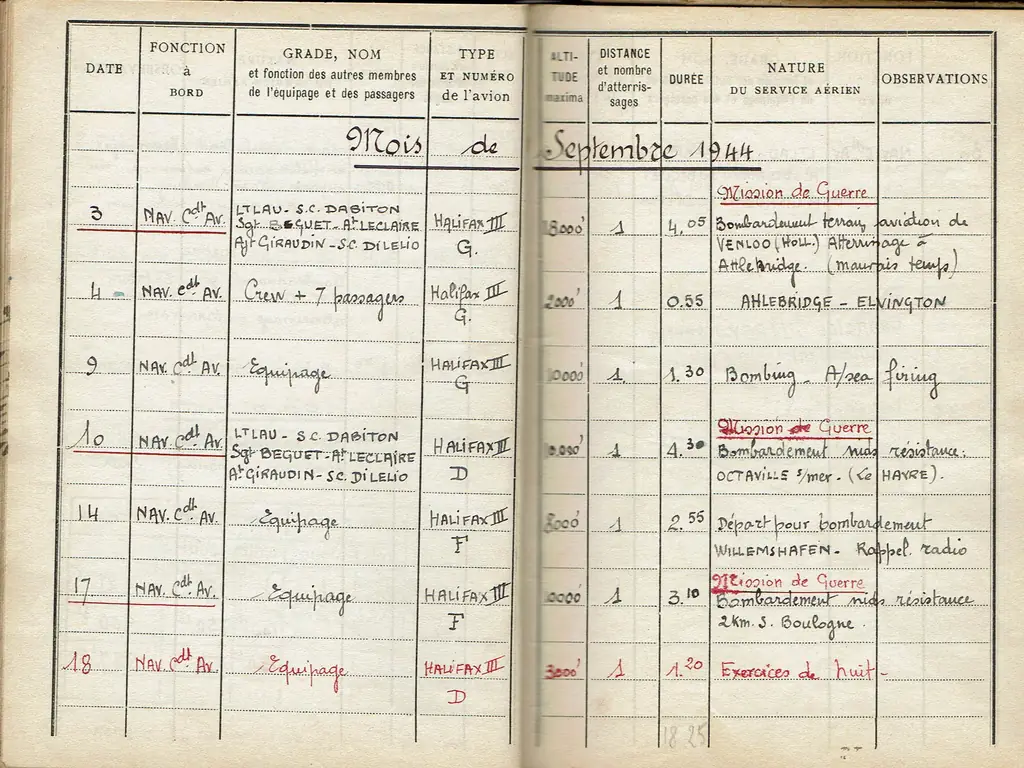 DATE
FONCTION
à
BORD
GRADE, NOM
et fonction des autres membres
de l'équipage et des passagers
TYPE
ET NUMÉRO
de l'avion
ALTI-
TUDE
maxima
DISTANCE
et nombre
d'atterris-
sages
DURÉE
NATURE
DU SERVICE AÉRIEN
OBSERVATIONS
Mois de Septembre 1944
Mission de Guerre
3 NAV. Cdt Av. LTLAU - S.C. DABITON HALIFAX III 1 4.05 Bombardement terrain aviation de
Sgt BEGUET - At LECLAIRE VENLOO (HOLL.) Atterrissage à
Ajt GIRAUDIN - S.C. DILELIO G. Athlebridge. (mauvais temps)
4 NAV. Cdt Av. Crew + 7 passagers Halifax III 2000' 1 0.55 AHLEBRIDGE - ELVINGTON
G.
9 NAV. Cdt Av. Equipage HALIFAX III 10000' 1. 1.30 Bombing - A/sea firing
G
Mission de Guerre
10 NAV. Cdt Av LTLAU - S.C. DABITON HALIFAX III 1 4.30 Bombardement nids résistance.
Sgt BEGUET - At LECLAIRE OCTAVILLE s/mer - (Le HAVRE).
At GIRAUDIN - S.C. DILELIO D
14 NAV. Cdt Av. Equipage HALIFAX III 1 2.55 Départ pour bombardement
F WILLEMSHAFEN - Rappel radio
Mission de Guerre
17 NAV. Cdt Av. Equipage HALIFAX III 10000' 1 3.10 Bombardement nids résistance
F 2km. S. Boulogne.
18 NAV. Cdt Av. Equipage HALIFAX III 3000' 1 1.20 Exercices de nuit -
D
18 25